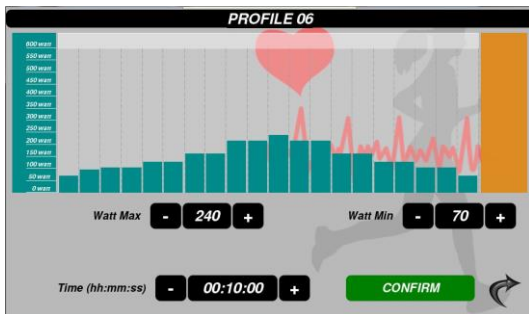 PROFILE 06
600 watt
550 watt
500 watt
450 watt
400 watt
350 watt
300 watt
250 watt
200 watt
150 watt
100 watt
50 watt
0 watt
Watt Max - 240 + Watt Min - 70 +
Time (hh:mm:ss) - 00:10:00 + CONFIRM